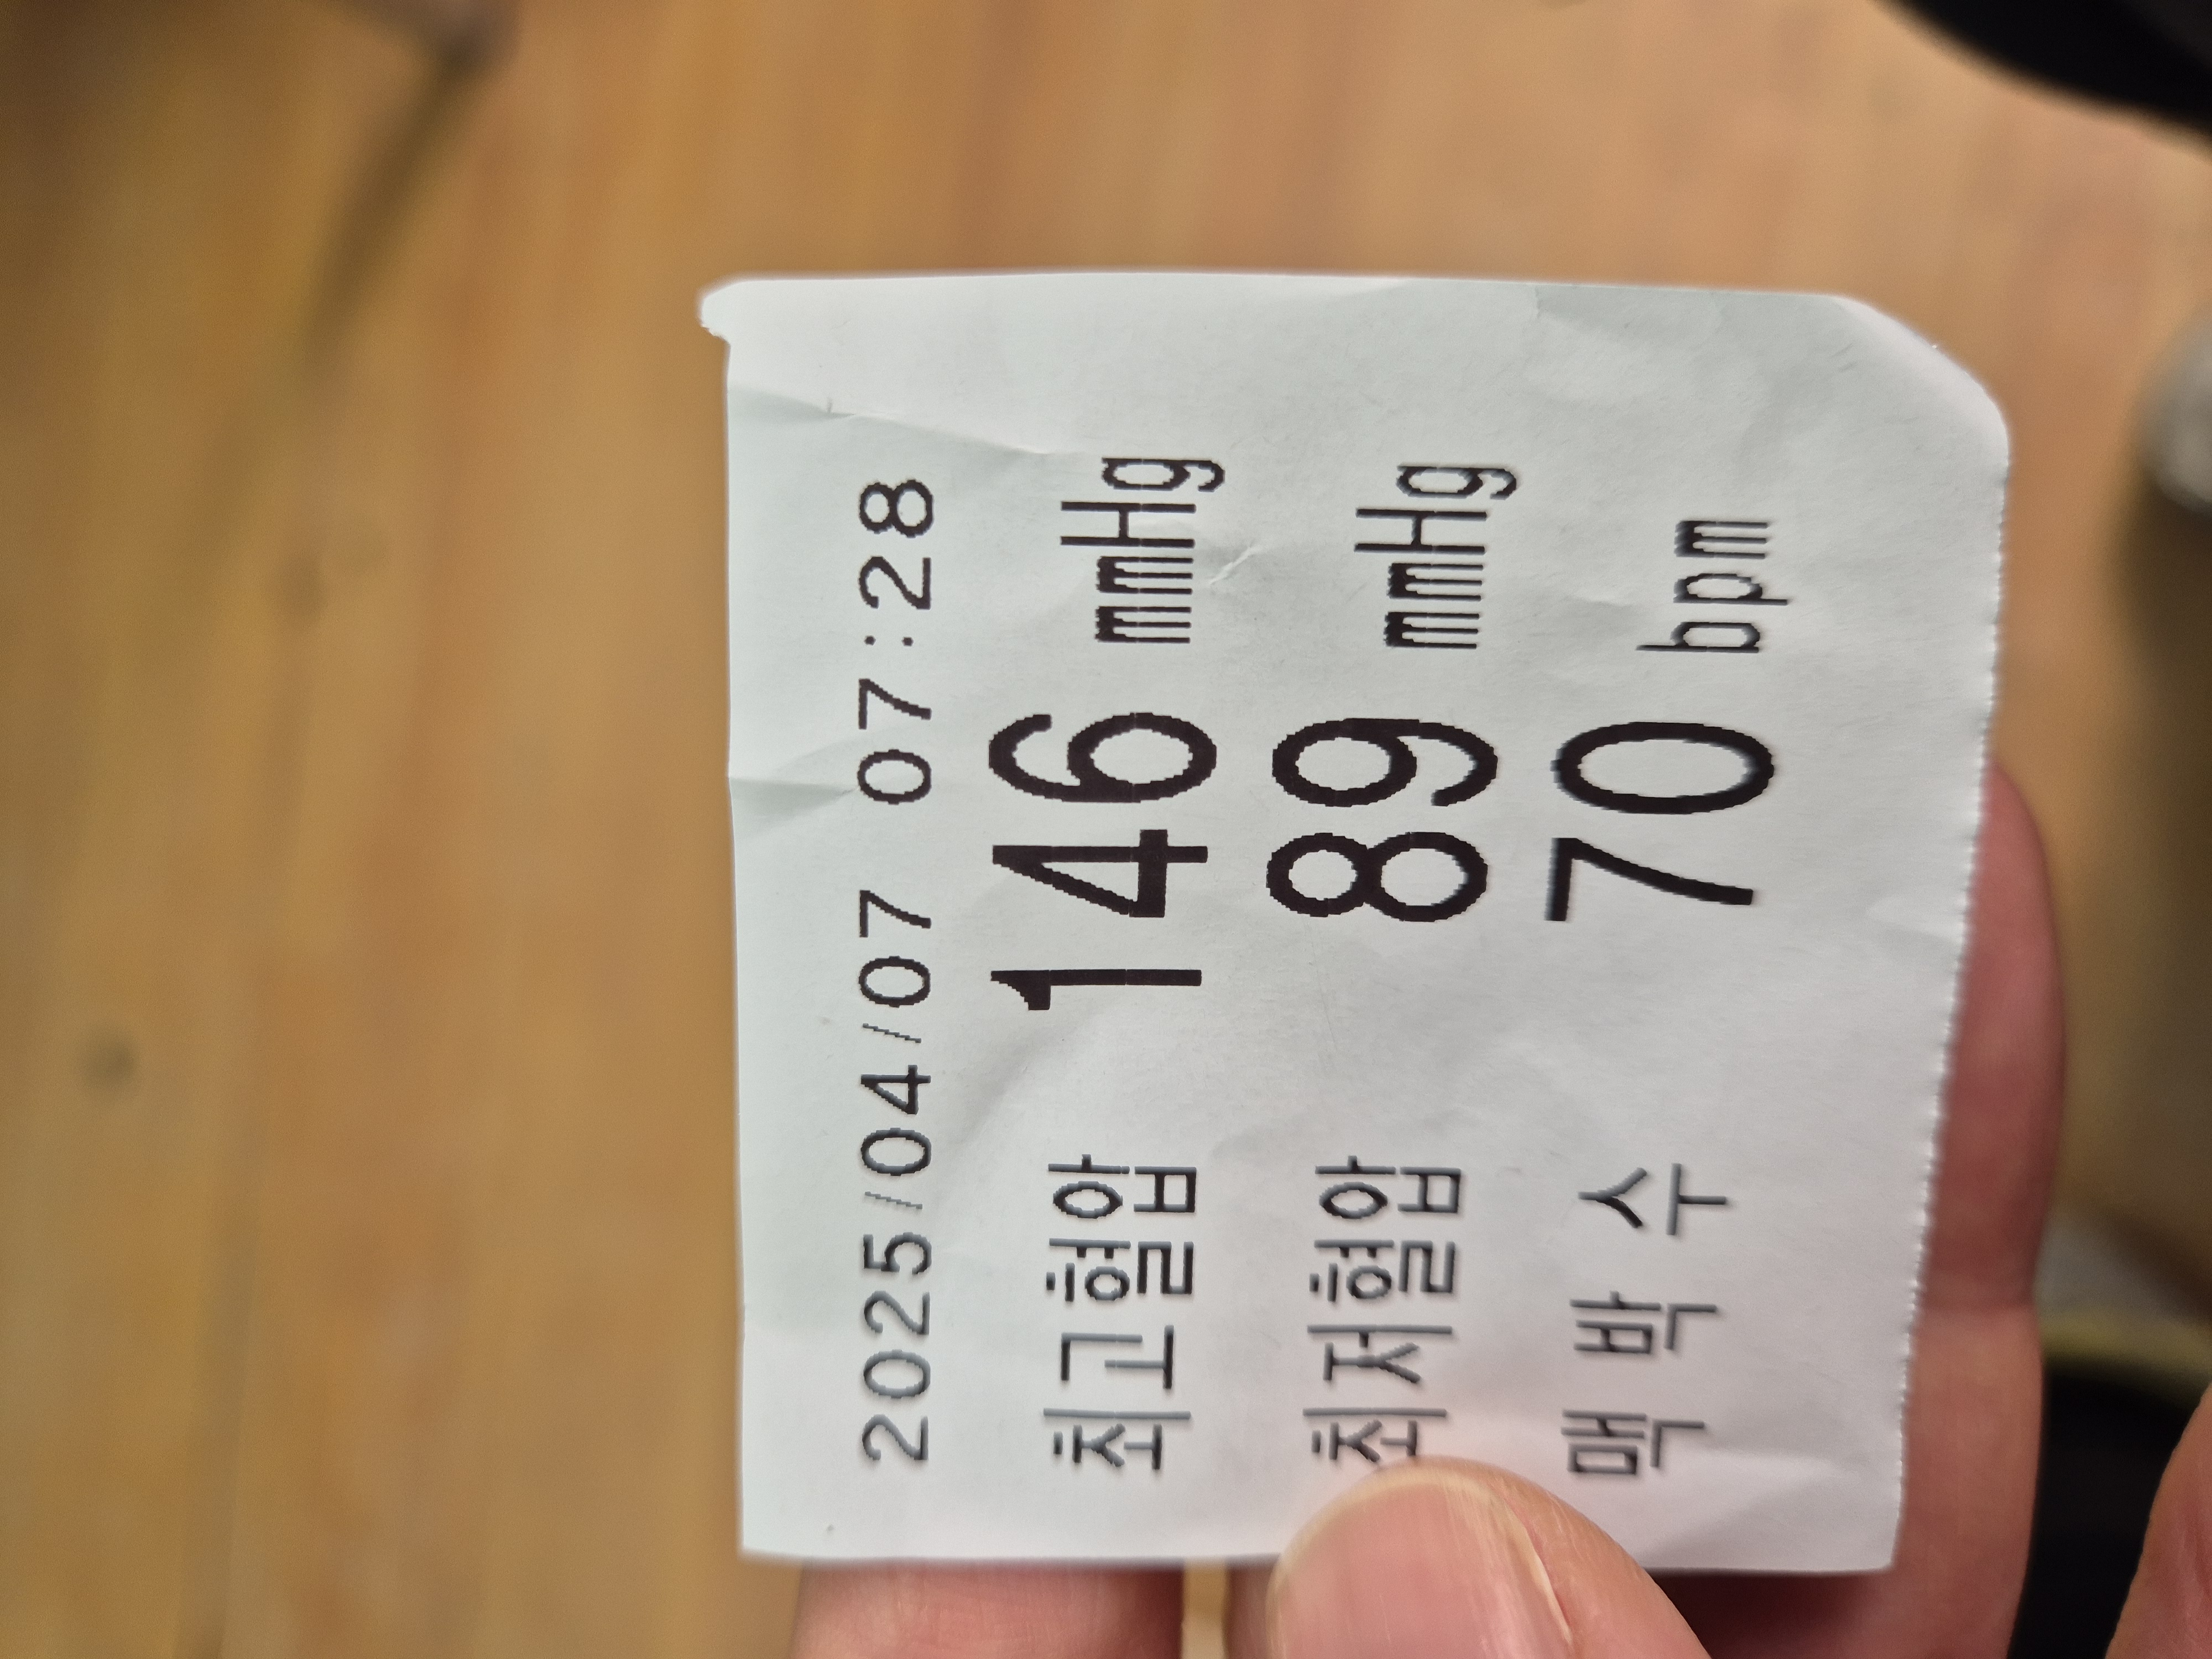 2025/04/07 07:28
최고혈압 146 mmHg
최저혈압 89 mmHg
맥 박 수 70 bpm